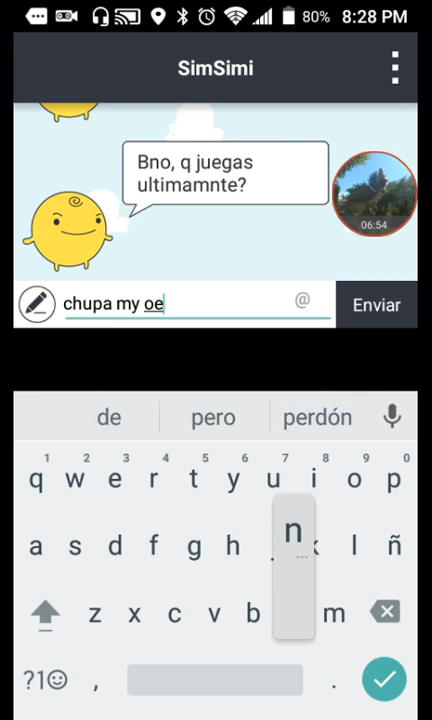 80% 8:28 PM
SimSimi
Bno, q juegas
ultimamnte?
06:54
chupa my oe @ Enviar
de pero perdón
1 2 3 4 5 6 7 8 9 0
q w e r t y u i o p
n
a s d f g h l ñ
z x c v b m
?1 , .